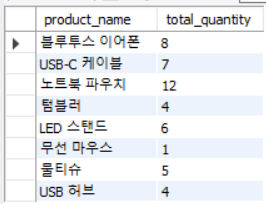 product_name total_quantity
블루투스 이어폰 8
USB-C 케이블 7
노트북 파우치 12
텀블러 4
LED 스탠드 6
무선 마우스 1
물티슈 5
USB 허브 4